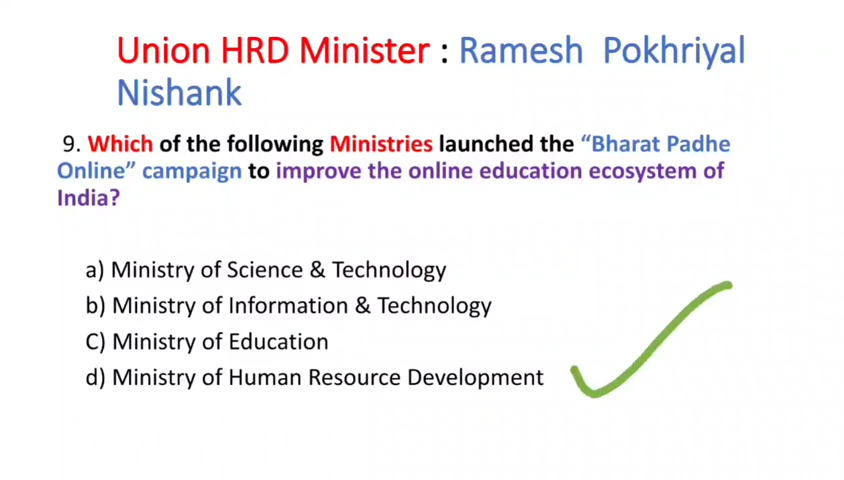 Union HRD Minister : Ramesh Pokhriyal
Nishank
9. Which of the following Ministries launched the “Bharat Padhe
Online” campaign to improve the online education ecosystem of
India?
a) Ministry of Science & Technology
b) Ministry of Information & Technology
C) Ministry of Education
d) Ministry of Human Resource Development